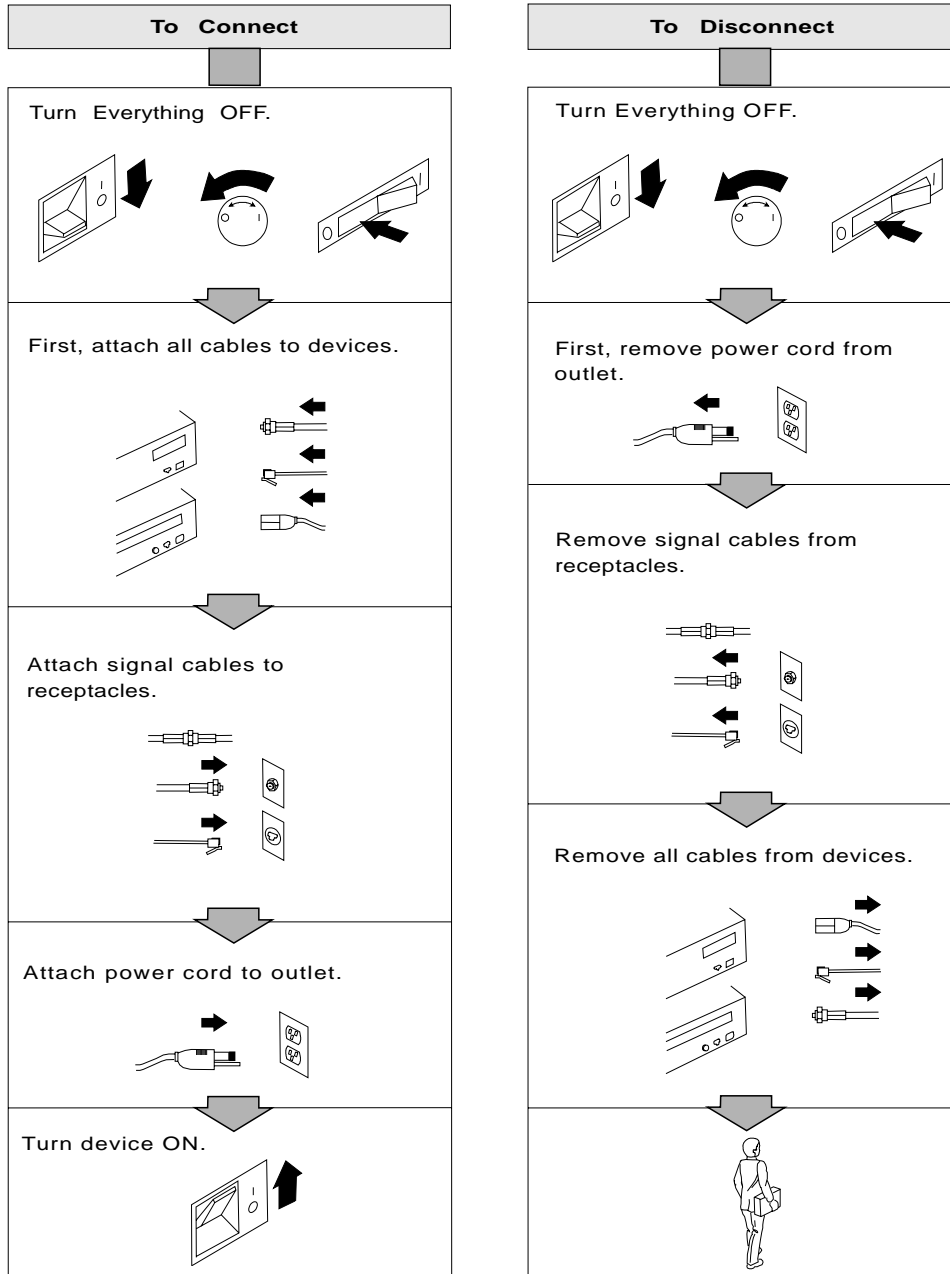 To Connect
Turn Everything OFF.
First, attach all cables to devices.
Attach signal cables to
receptacles.
Attach power cord to outlet.
Turn device ON.
To Disconnect
Turn Everything OFF.
First, remove power cord from
outlet.
Remove signal cables from
receptacles.
Remove all cables from devices.